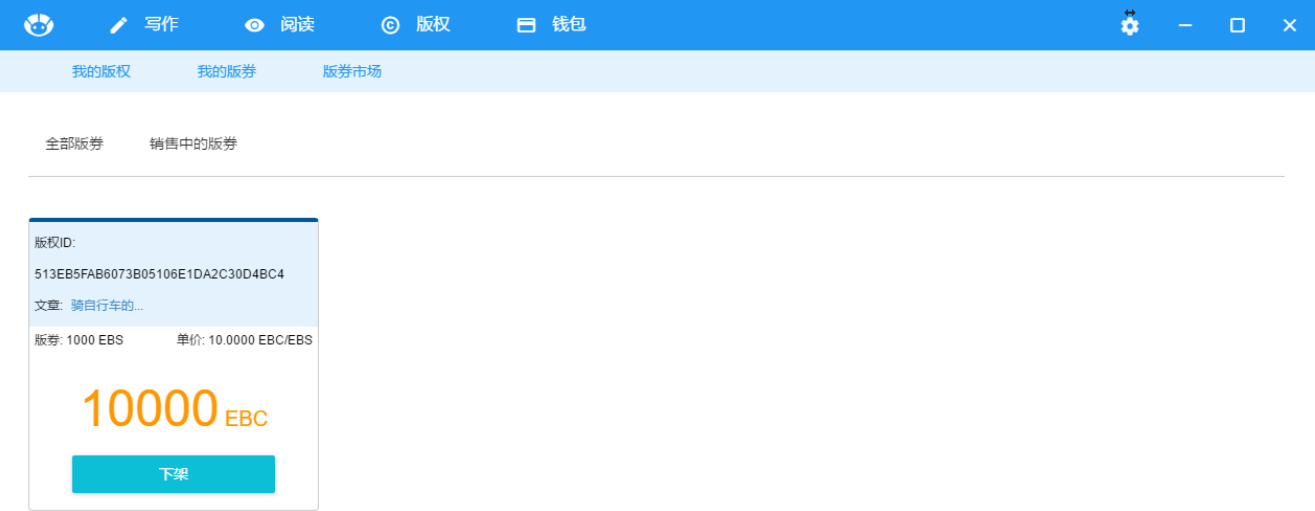 写作 阅读 版权 钱包
我的版权 我的版券 版券市场
全部版券 销售中的版券
版权ID:
513EB5FAB6073B05106E1DA2C30D4BC4
文章: 骑自行车的...
版券: 1000 EBS 单价: 10.0000 EBC/EBS
10000 EBC
下架